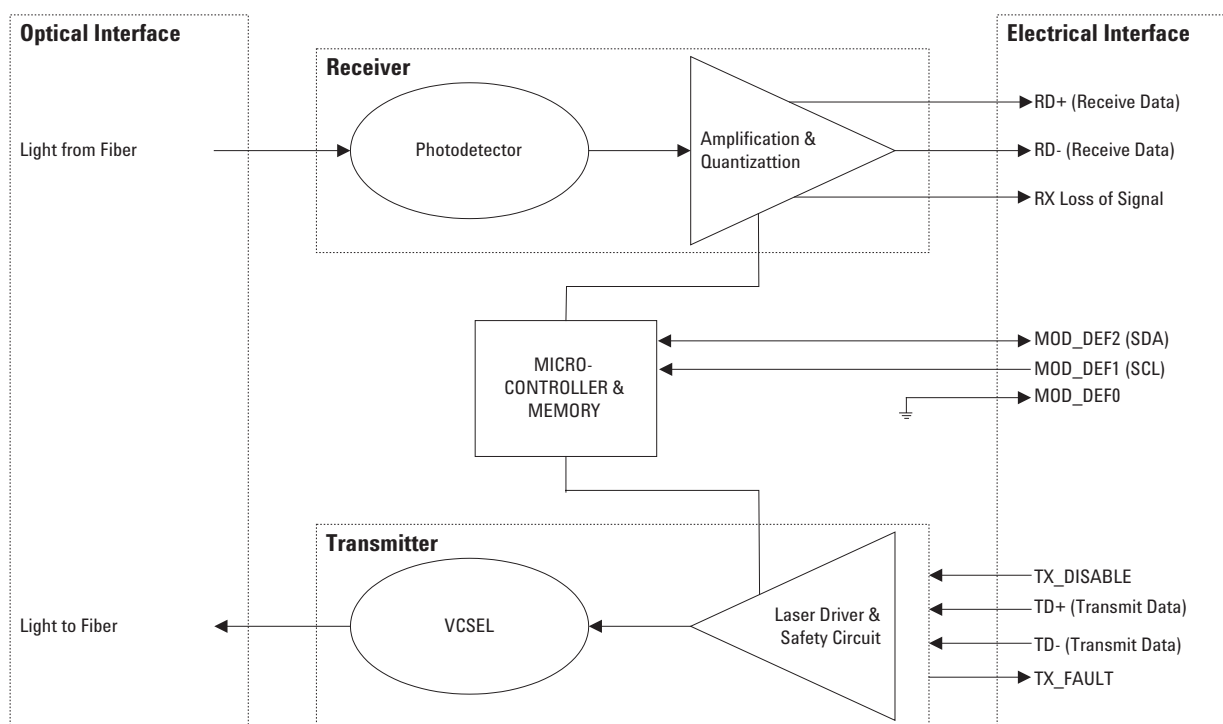 Optical Interface
Electrical Interface
Receiver
RD+ (Receive Data)
Amplification &
Quantizattion
Light from Fiber
Photodetector
RD- (Receive Data)
RX Loss of Signal
MICRO-
CONTROLLER &
MEMORY
MOD_DEF2 (SDA)
MOD_DEF1 (SCL)
MOD_DEF0
Transmitter
TX_DISABLE
TD+ (Transmit Data)
Light to Fiber
VCSEL
Laser Driver &
Safety Circuit
TD- (Transmit Data)
TX_FAULT